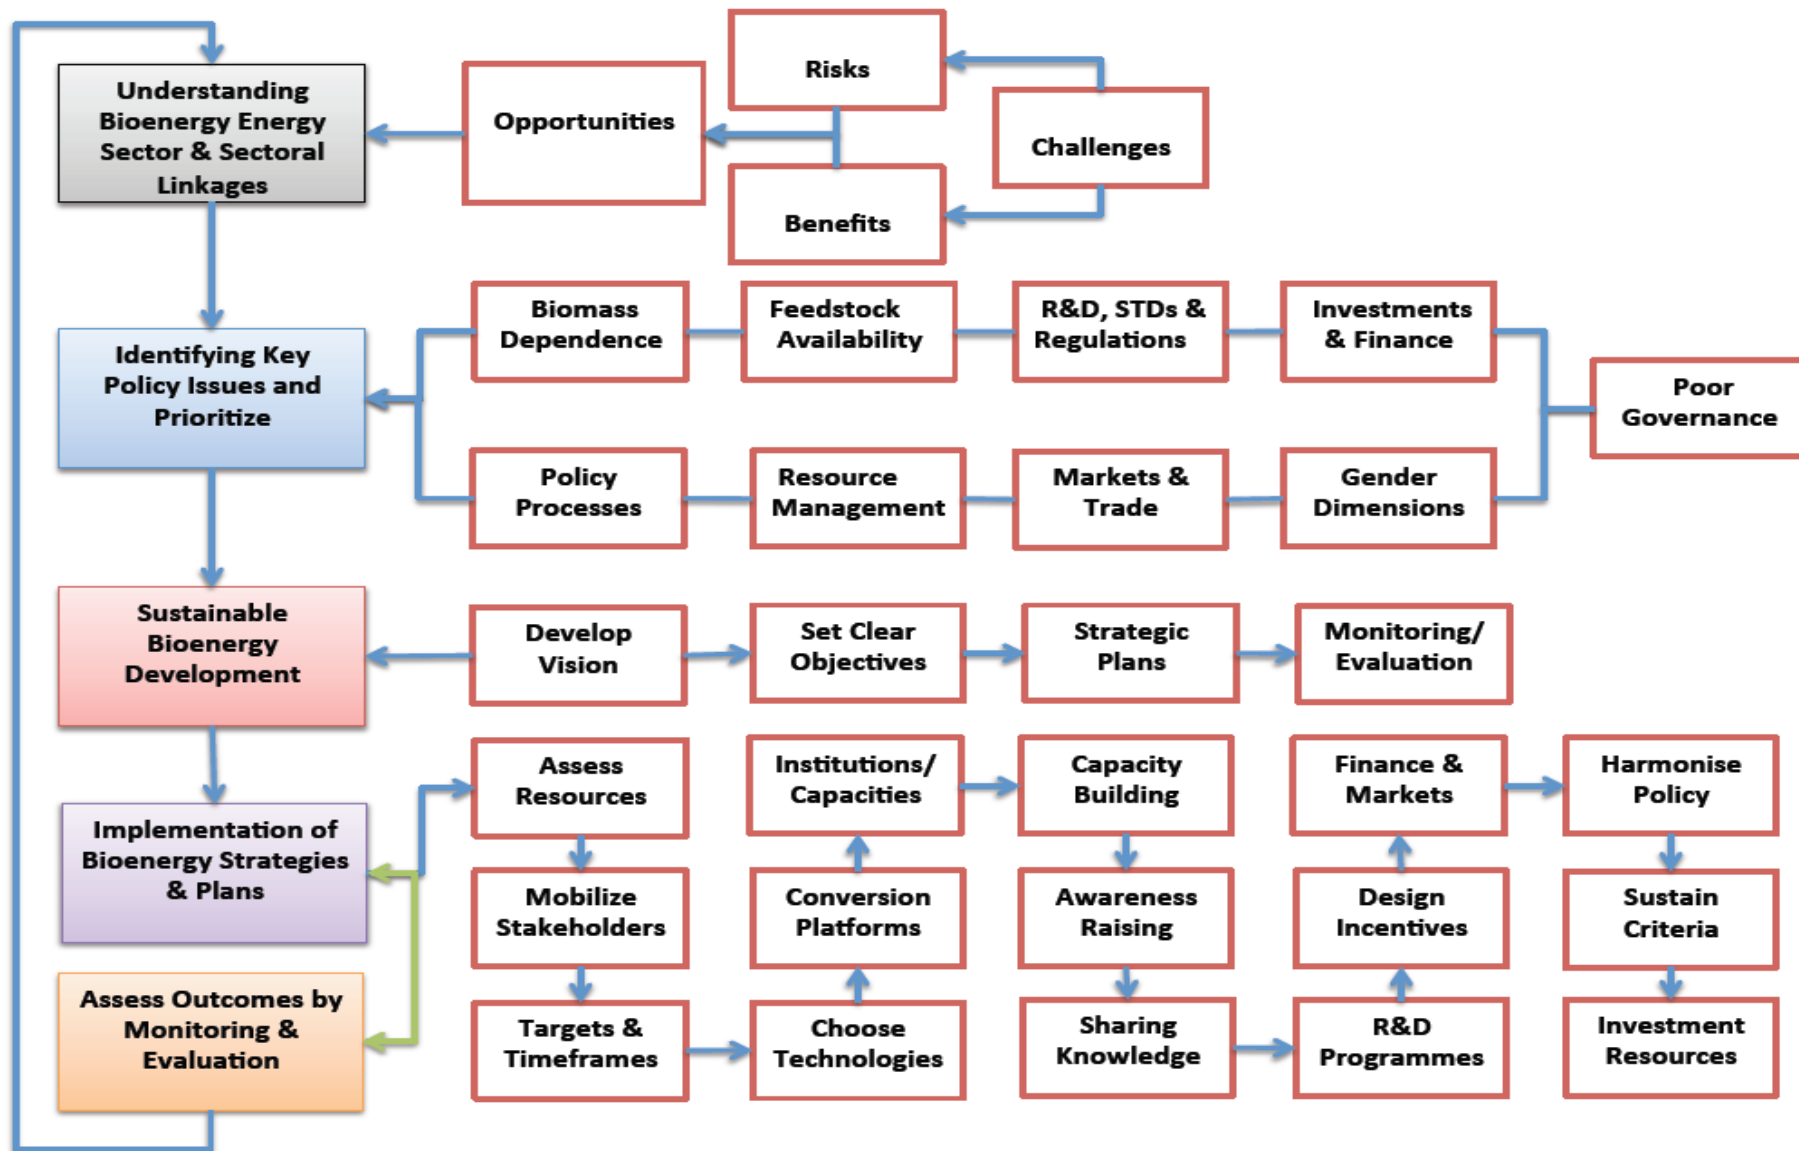 Understanding
Bioenergy Energy
Sector & Sectoral
Linkages
Opportunities
Risks
Benefits
Challenges
Identifying Key
Policy Issues and
Prioritize
Biomass
Dependence
Feedstock
Availability
R&D, STDs &
Regulations
Investments
& Finance
Poor
Governance
Policy
Processes
Resource
Management
Markets &
Trade
Gender
Dimensions
Sustainable
Bioenergy
Development
Develop
Vision
Set Clear
Objectives
Strategic
Plans
Monitoring/
Evaluation
Implementation of
Bioenergy Strategies
& Plans
Assess
Resources
Institutions/
Capacities
Capacity
Building
Finance &
Markets
Harmonise
Policy
Mobilize
Stakeholders
Conversion
Platforms
Awareness
Raising
Design
Incentives
Sustain
Criteria
Assess Outcomes by
Monitoring &
Evaluation
Targets &
Timeframes
Choose
Technologies
Sharing
Knowledge
R&D
Programmes
Investment
Resources